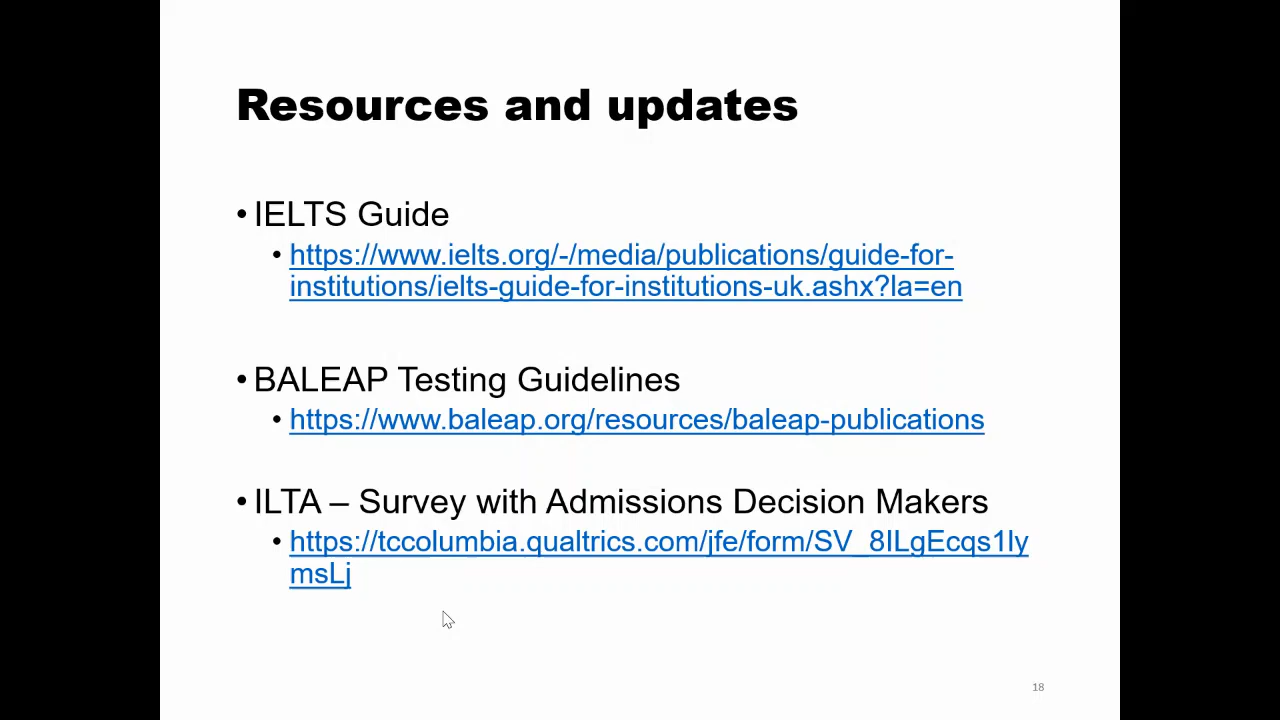 Resources and updates
• IELTS Guide
• https://www.ielts.org/-/media/publications/guide-for-
institutions/ielts-guide-for-institutions-uk.ashx?la=en
• BALEAP Testing Guidelines
• https://www.baleap.org/resources/baleap-publications
• ILTA – Survey with Admissions Decision Makers
• https://tccolumbia.qualtrics.com/jfe/form/SV_8ILgEcqs1Iy
msLj
18